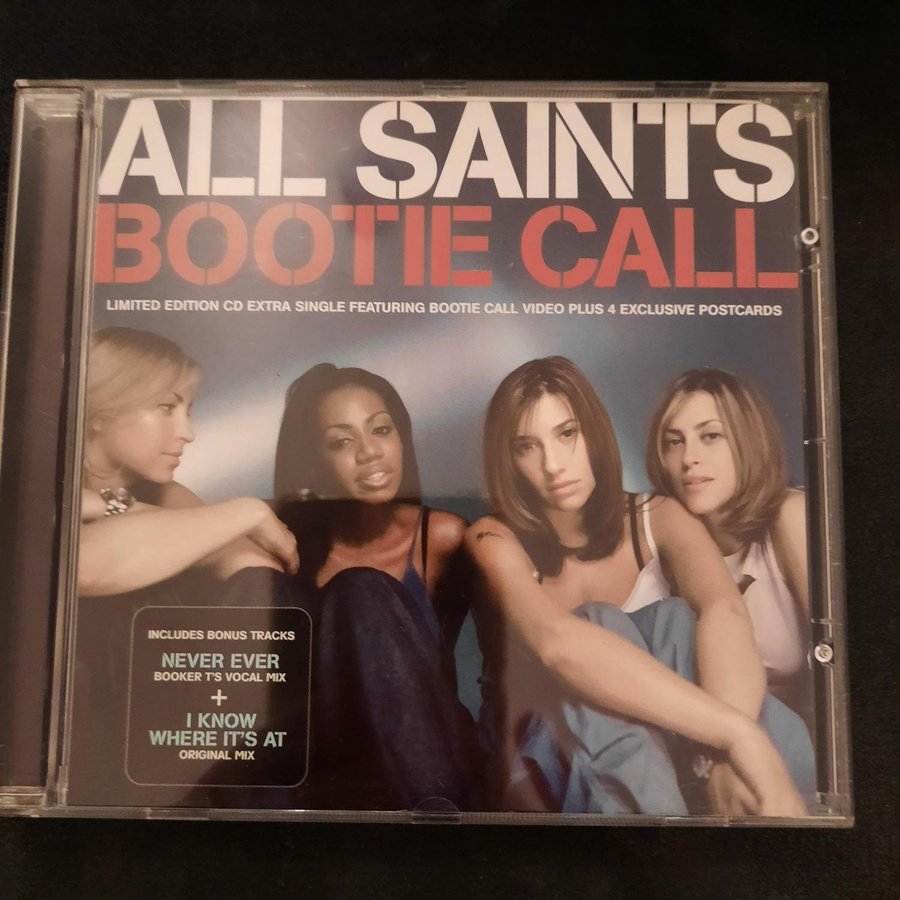 ALL SAINTS
BOOTIE CALL
LIMITED EDITION CD EXTRA SINGLE FEATURING BOOTIE CALL VIDEO PLUS 4 EXCLUSIVE POSTCARDS
INCLUDES BONUS TRACKS
NEVER EVER
BOOKER T'S VOCAL MIX
+
I KNOW
WHERE IT'S AT
ORIGINAL MIX